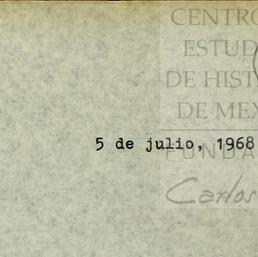 CENTRO
ESTUD
DE HIST
DE MEX
5 de julio, 1968
FUNDA
Carlos